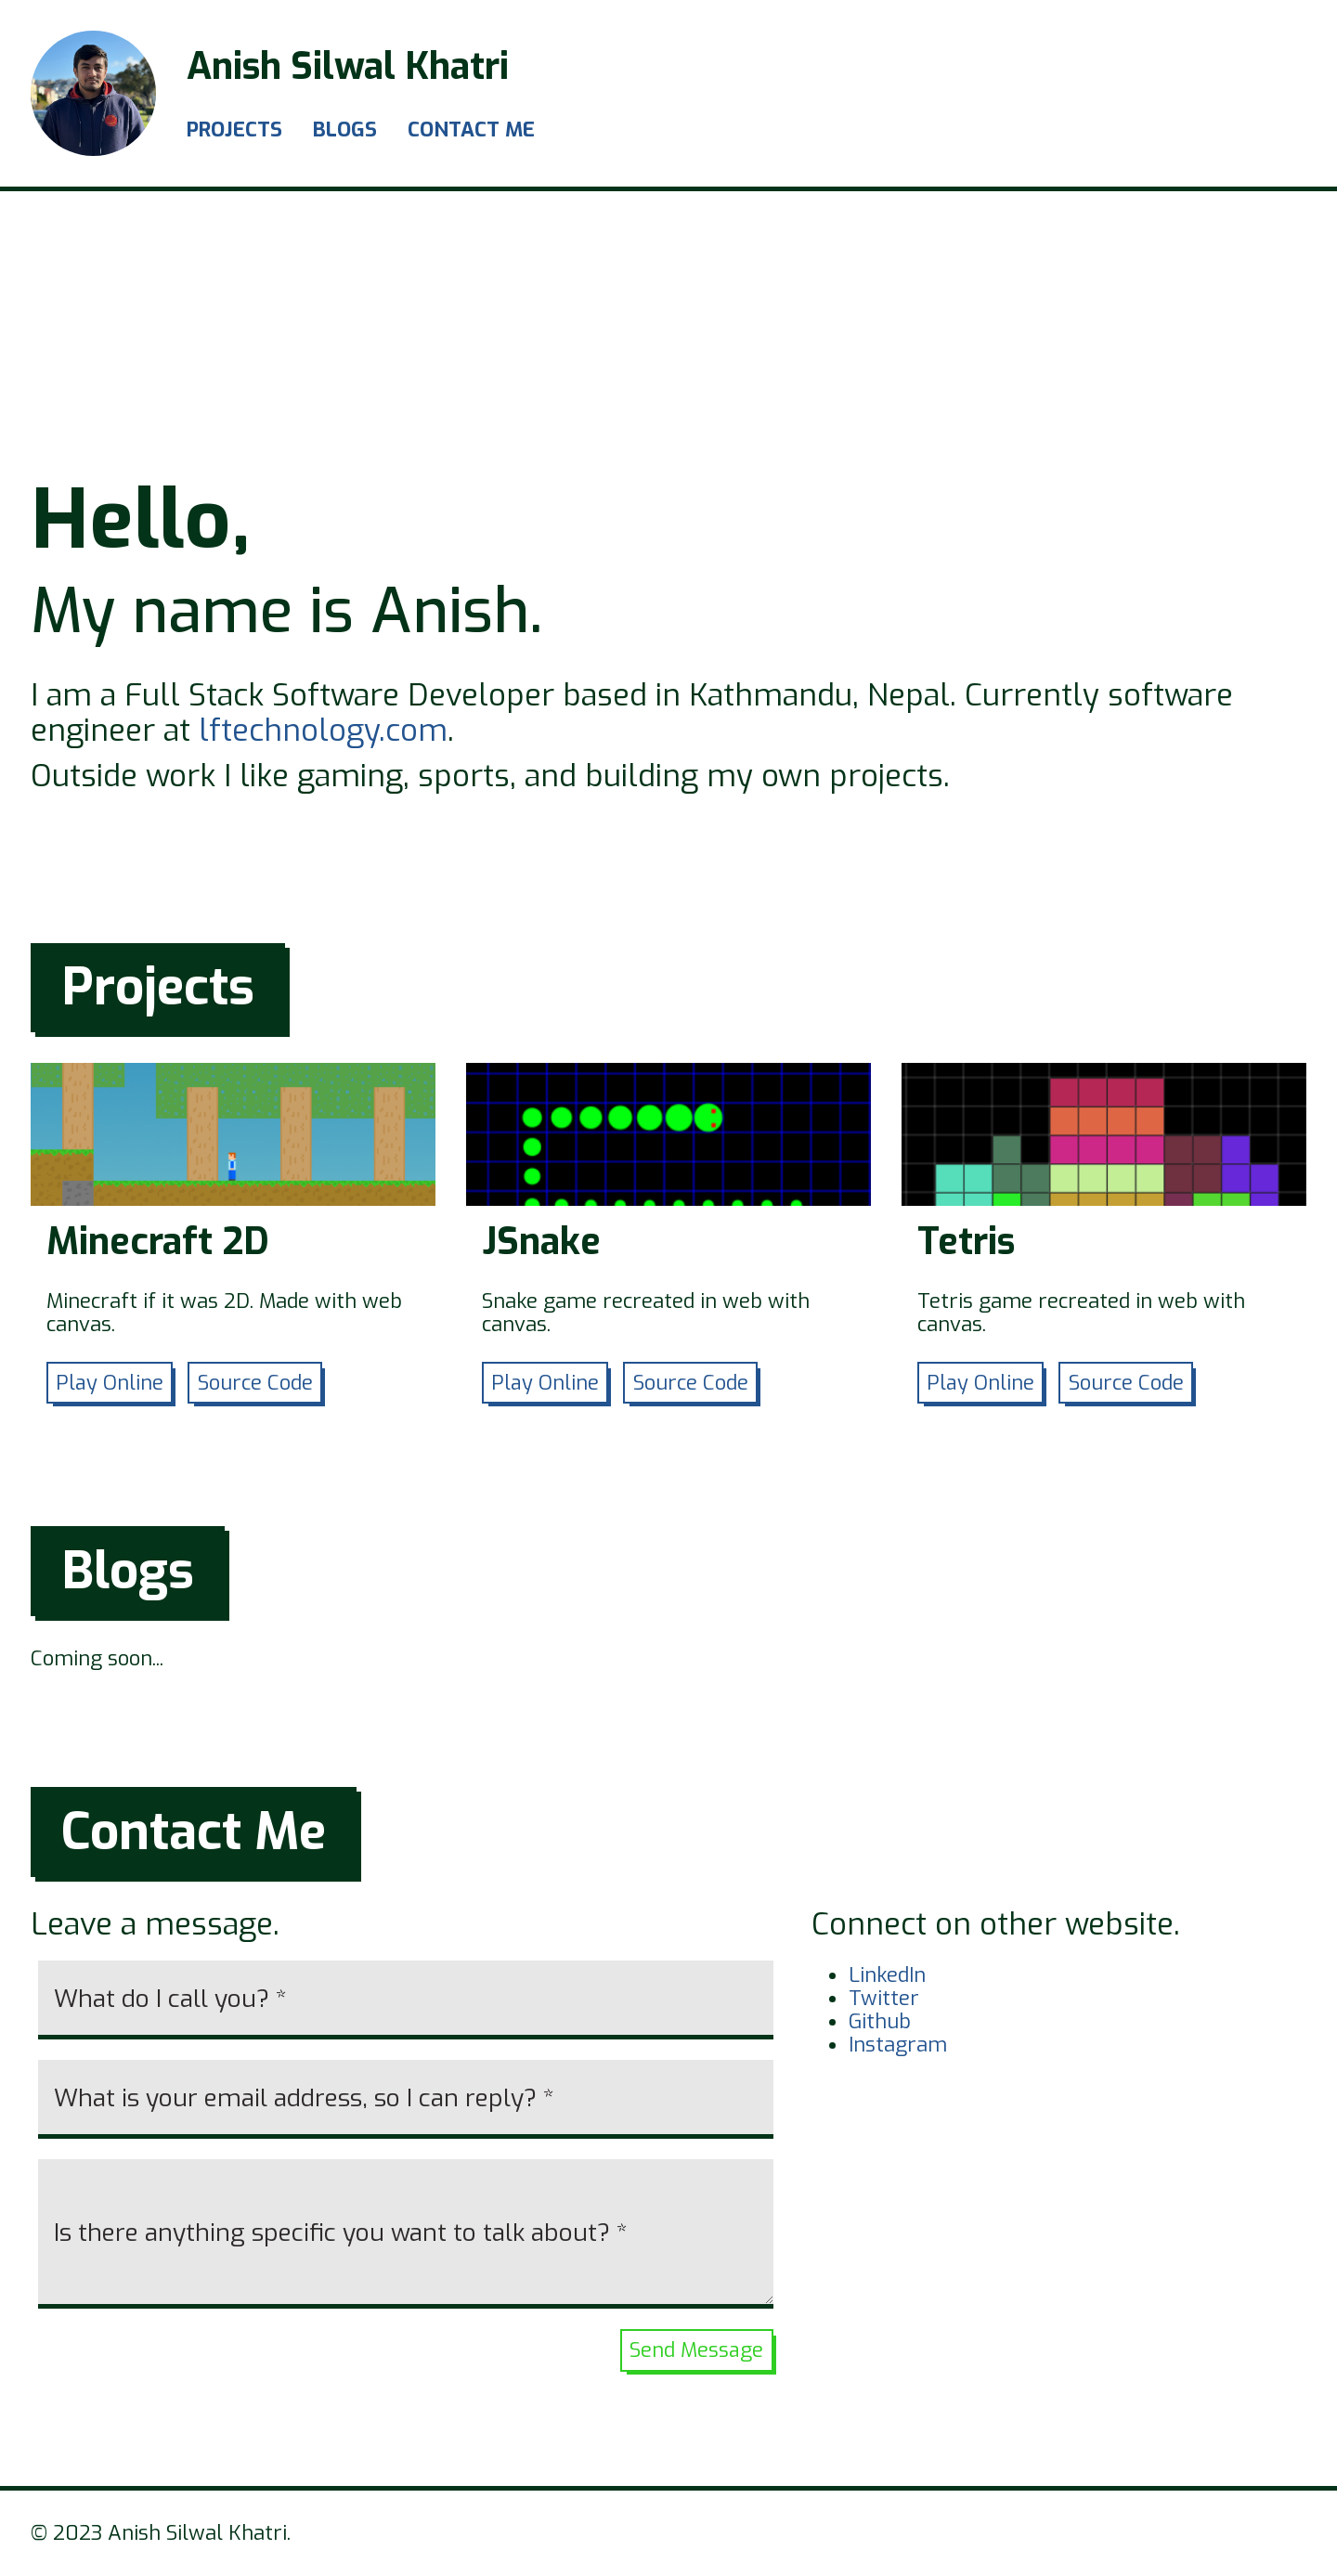 Anish Silwal Khatri
PROJECTS BLOGS CONTACT ME
Hello,
My name is Anish.
I am a Full Stack Software Developer based in Kathmandu, Nepal. Currently software
engineer at lftechnology.com.
Outside work I like gaming, sports, and building my own projects.
Projects
Minecraft 2D
Minecraft if it was 2D. Made with web
canvas.
Play Online Source Code
JSnake
Snake game recreated in web with
canvas.
Play Online Source Code
Tetris
Tetris game recreated in web with
canvas.
Play Online Source Code
Blogs
Coming soon...
Contact Me
Leave a message.
What do I call you? *
What is your email address, so I can reply? *
Is there anything specific you want to talk about? *
Send Message
Connect on other website.
LinkedIn
Twitter
Github
Instagram
© 2023 Anish Silwal Khatri.